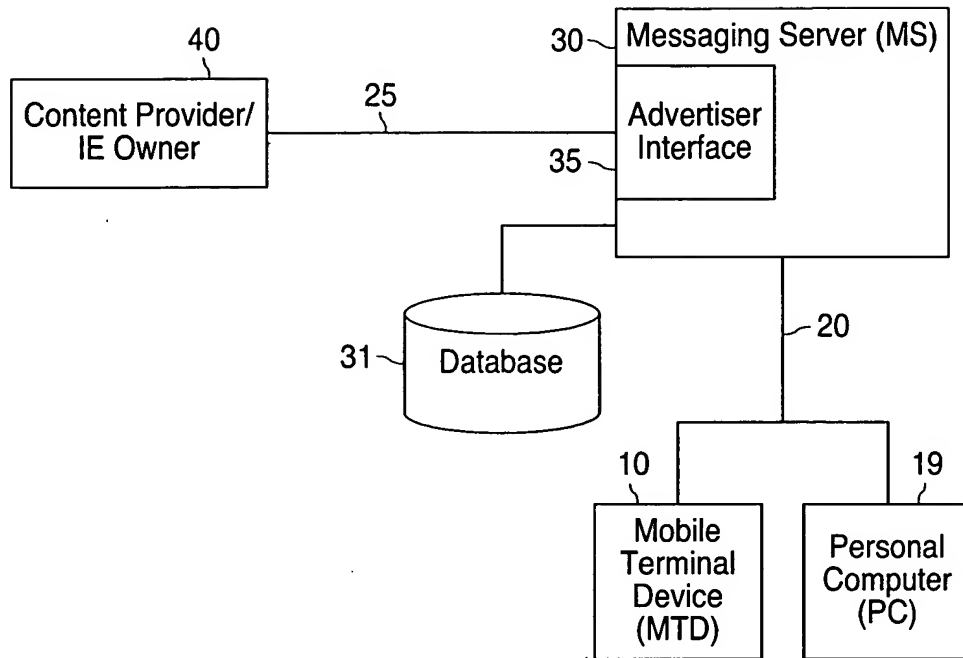 40
Content Provider/
IE Owner
25
30
Messaging Server (MS)
Advertiser
Interface
35
31
Database
20
10
Mobile
Terminal
Device
(MTD)
19
Personal
Computer
(PC)